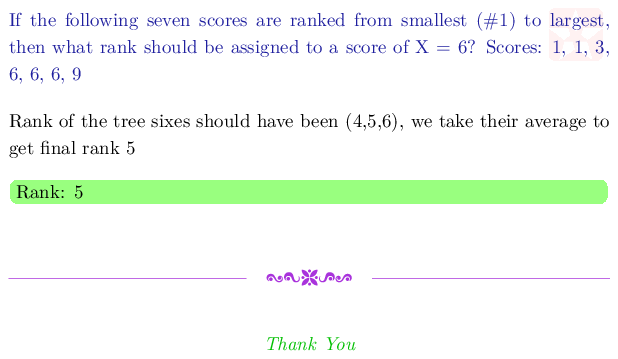 If the following seven scores are ranked from smallest (#1) to largest,
then what rank should be assigned to a score of X = 6? Scores: 1, 1, 3,
6, 6, 6, 9
Rank of the tree sixes should have been (4,5,6), we take their average to
get final rank 5
Rank: 5
Thank You